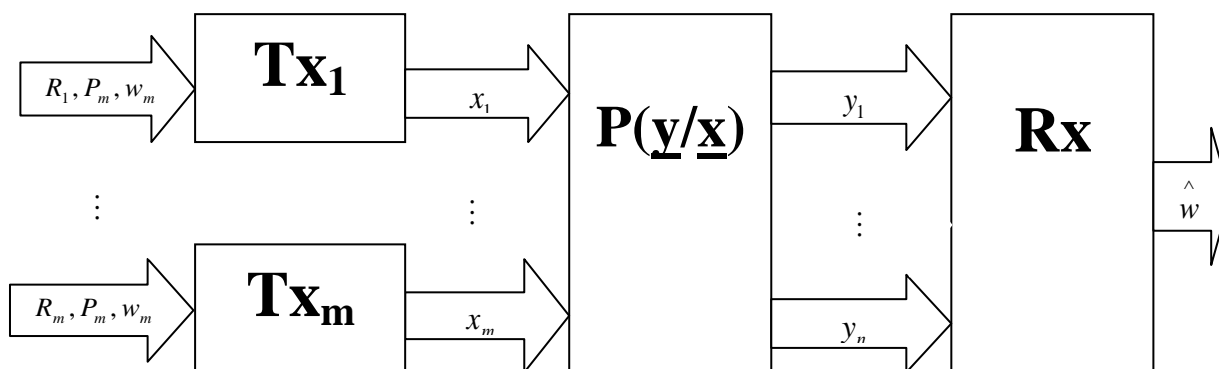 R₁, Pₘ, wₘ
Tx₁
x₁
P(y/x)
y₁
Rx
ŵ
⋮
⋮
⋮
Rₘ, Pₘ, wₘ
Txₘ
xₘ
yₙ